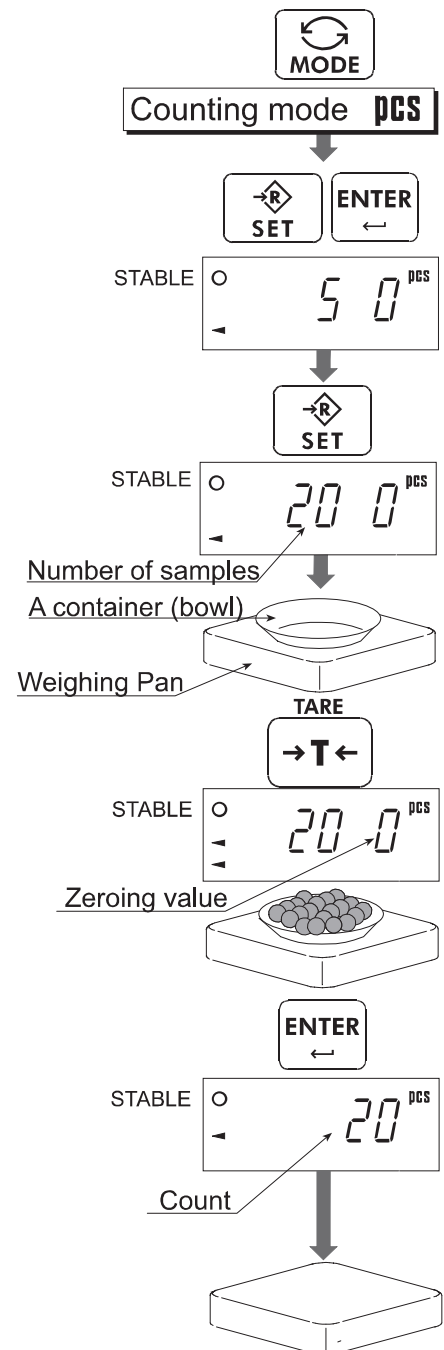 MODE
Counting mode pcs
→R← SET
ENTER
STABLE 5 0 pcs
→R← SET
STABLE 20 0 pcs
Number of samples
A container (bowl)
Weighing Pan
TARE
→T←
STABLE 20 0 pcs
Zeroing value
ENTER
STABLE 20 pcs
Count